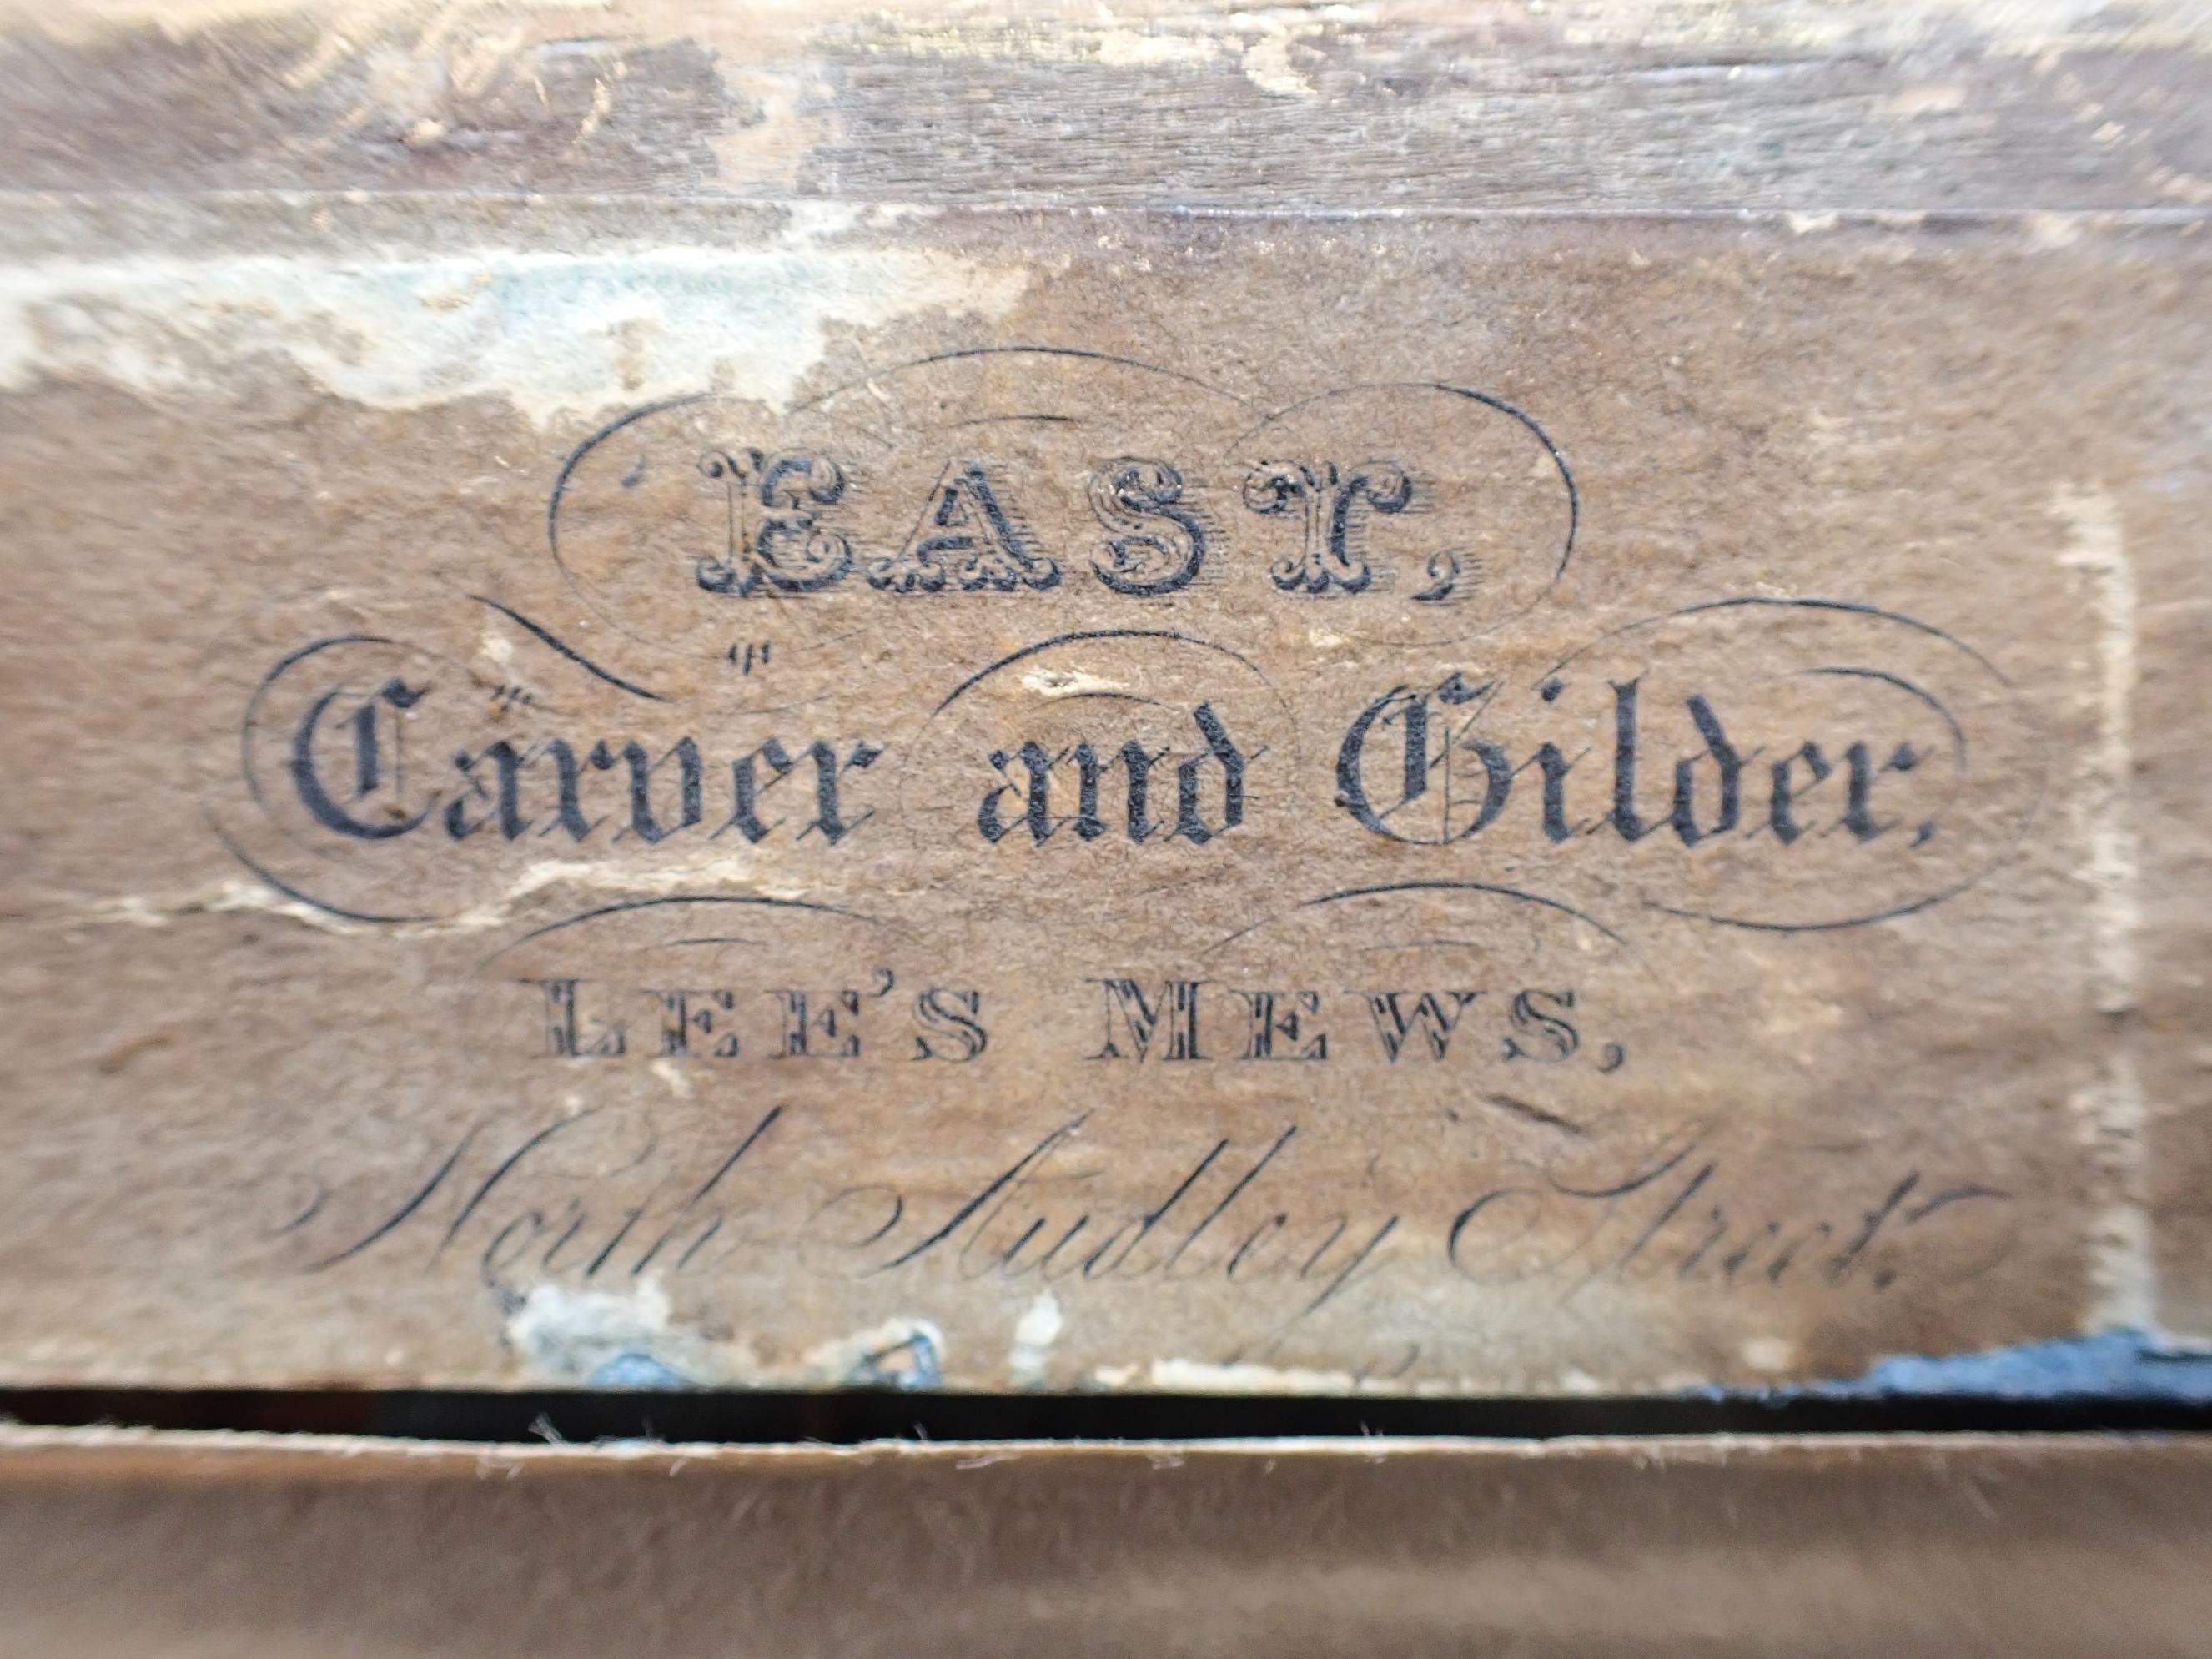 EAST,
Carver and Gilder,
LEE'S MEWS,
North Audley Street.